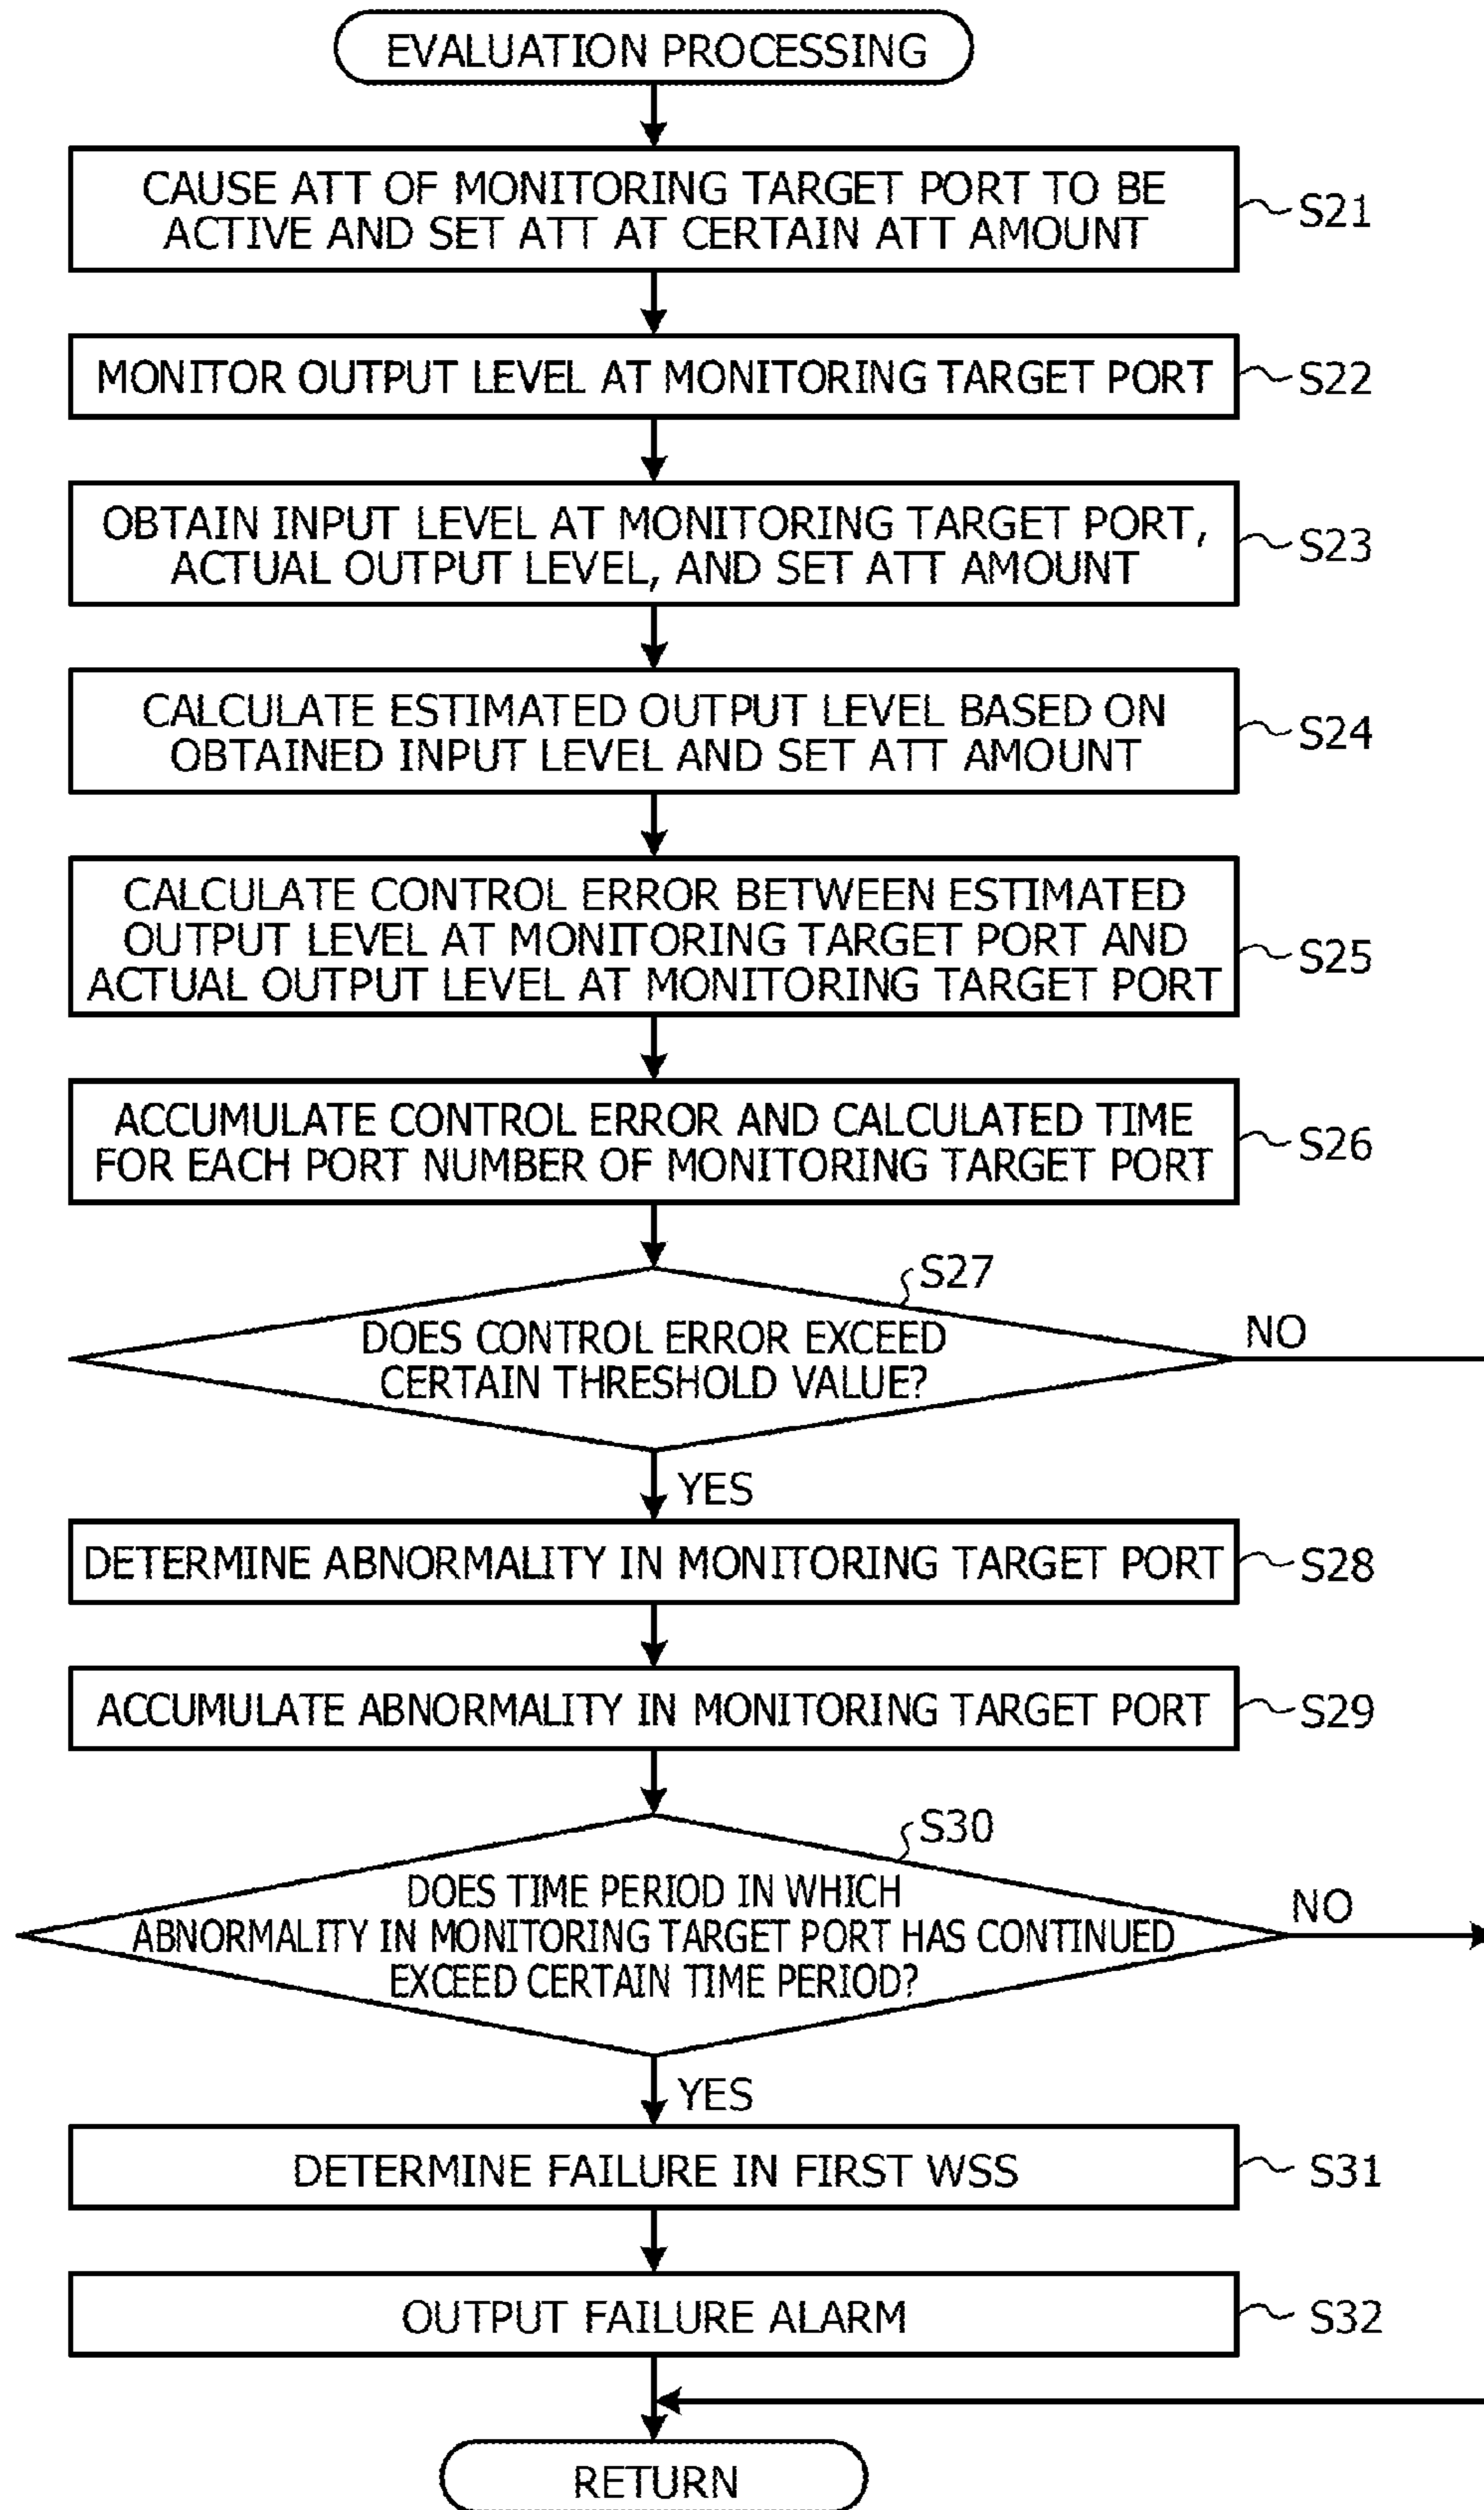 EVALUATION PROCESSING
CAUSE ATT OF MONITORING TARGET PORT TO BE
ACTIVE AND SET ATT AT CERTAIN ATT AMOUNT
S21
MONITOR OUTPUT LEVEL AT MONITORING TARGET PORT
S22
OBTAIN INPUT LEVEL AT MONITORING TARGET PORT,
ACTUAL OUTPUT LEVEL, AND SET ATT AMOUNT
S23
CALCULATE ESTIMATED OUTPUT LEVEL BASED ON
OBTAINED INPUT LEVEL AND SET ATT AMOUNT
S24
CALCULATE CONTROL ERROR BETWEEN ESTIMATED
OUTPUT LEVEL AT MONITORING TARGET PORT AND
ACTUAL OUTPUT LEVEL AT MONITORING TARGET PORT
S25
ACCUMULATE CONTROL ERROR AND CALCULATED TIME
FOR EACH PORT NUMBER OF MONITORING TARGET PORT
S26
S27
DOES CONTROL ERROR EXCEED
CERTAIN THRESHOLD VALUE?
NO
YES
DETERMINE ABNORMALITY IN MONITORING TARGET PORT
S28
ACCUMULATE ABNORMALITY IN MONITORING TARGET PORT
S29
S30
DOES TIME PERIOD IN WHICH
ABNORMALITY IN MONITORING TARGET PORT HAS CONTINUED
EXCEED CERTAIN TIME PERIOD?
NO
YES
DETERMINE FAILURE IN FIRST WSS
S31
OUTPUT FAILURE ALARM
S32
RETURN